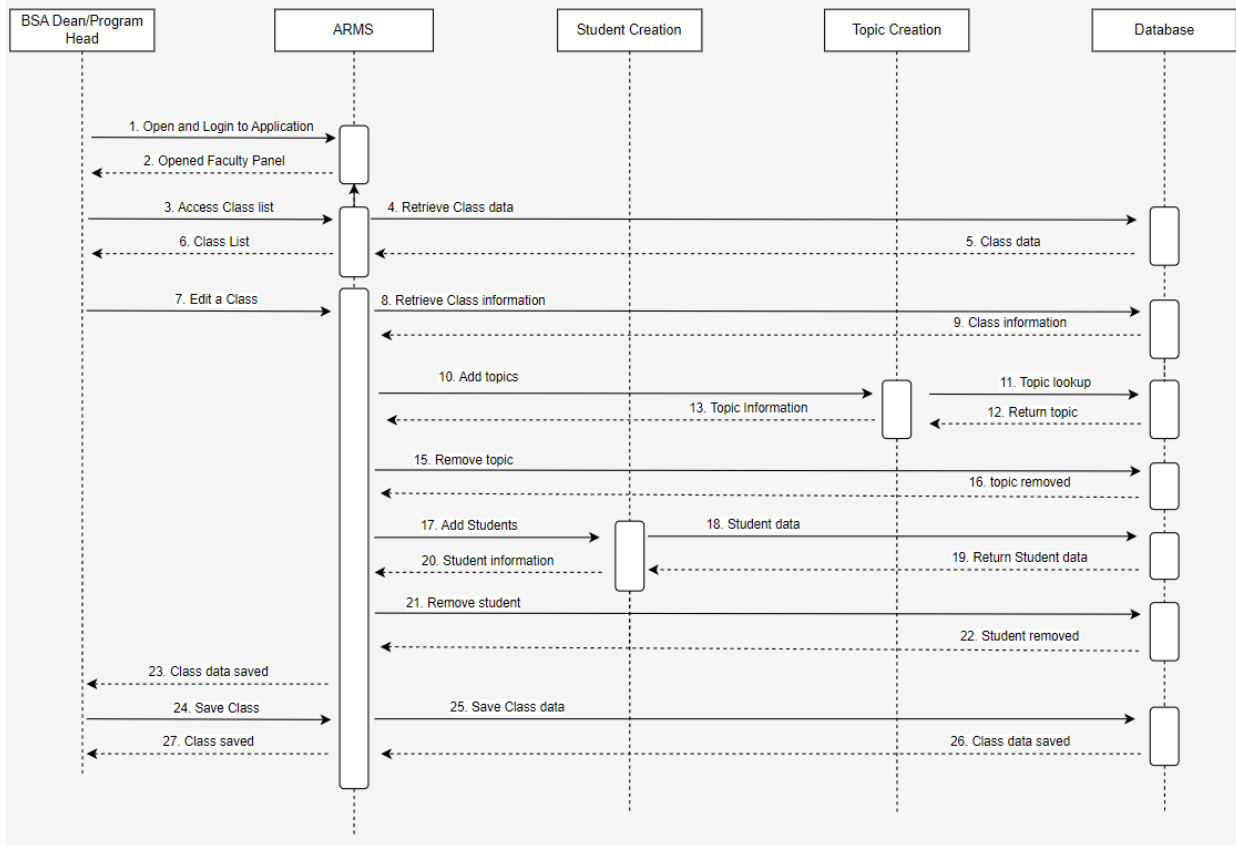 BSA Dean/Program
Head
ARMS
Student Creation
Topic Creation
Database
1. Open and Login to Application
2. Opened Faculty Panel
3. Access Class list
4. Retrieve Class data
6. Class List
5. Class data
7. Edit a Class
8. Retrieve Class information
9. Class information
10. Add topics
11. Topic lookup
13. Topic Information
12. Return topic
15. Remove topic
16. topic removed
17. Add Students
18. Student data
20. Student information
19. Return Student data
21. Remove student
22. Student removed
23. Class data saved
24. Save Class
25. Save Class data
27. Class saved
26. Class data saved